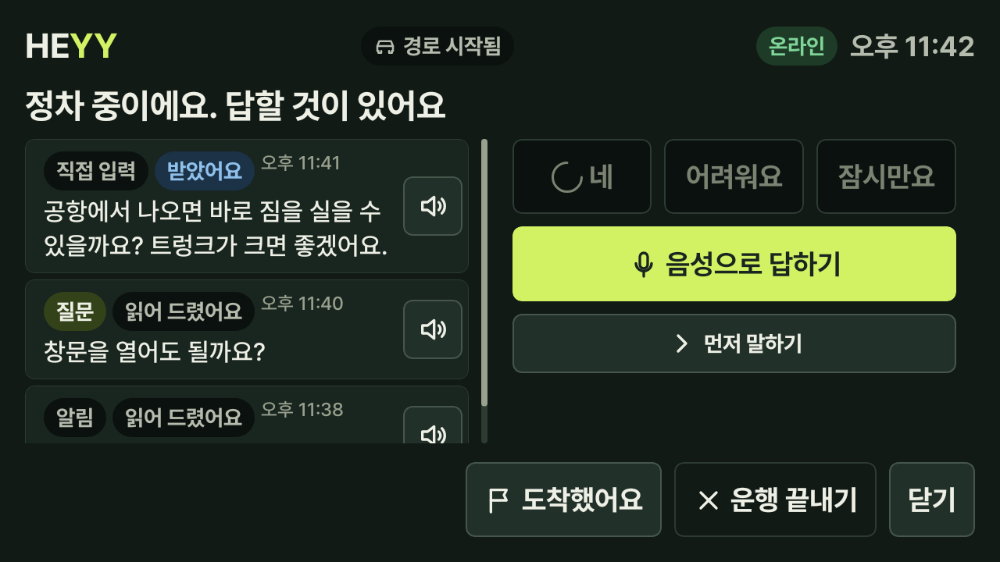 HEYY
경로 시작됨
온라인
오후 11:42
정차 중이에요. 답할 것이 있어요
직접 입력
받았어요
오후 11:41
공항에서 나오면 바로 짐을 실을 수
있을까요? 트렁크가 크면 좋겠어요.
질문
읽어 드렸어요
오후 11:40
창문을 열어도 될까요?
알림
읽어 드렸어요
오후 11:38
네
어려워요
잠시만요
음성으로 답하기
먼저 말하기
도착했어요
운행 끝내기
닫기